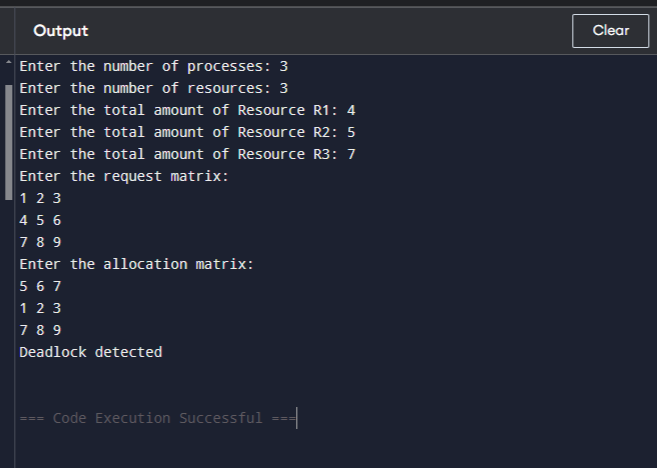 Output
Clear
Enter the number of processes: 3
Enter the number of resources: 3
Enter the total amount of Resource R1: 4
Enter the total amount of Resource R2: 5
Enter the total amount of Resource R3: 7
Enter the request matrix:
1 2 3
4 5 6
7 8 9
Enter the allocation matrix:
5 6 7
1 2 3
7 8 9
Deadlock detected
=== Code Execution Successful ===